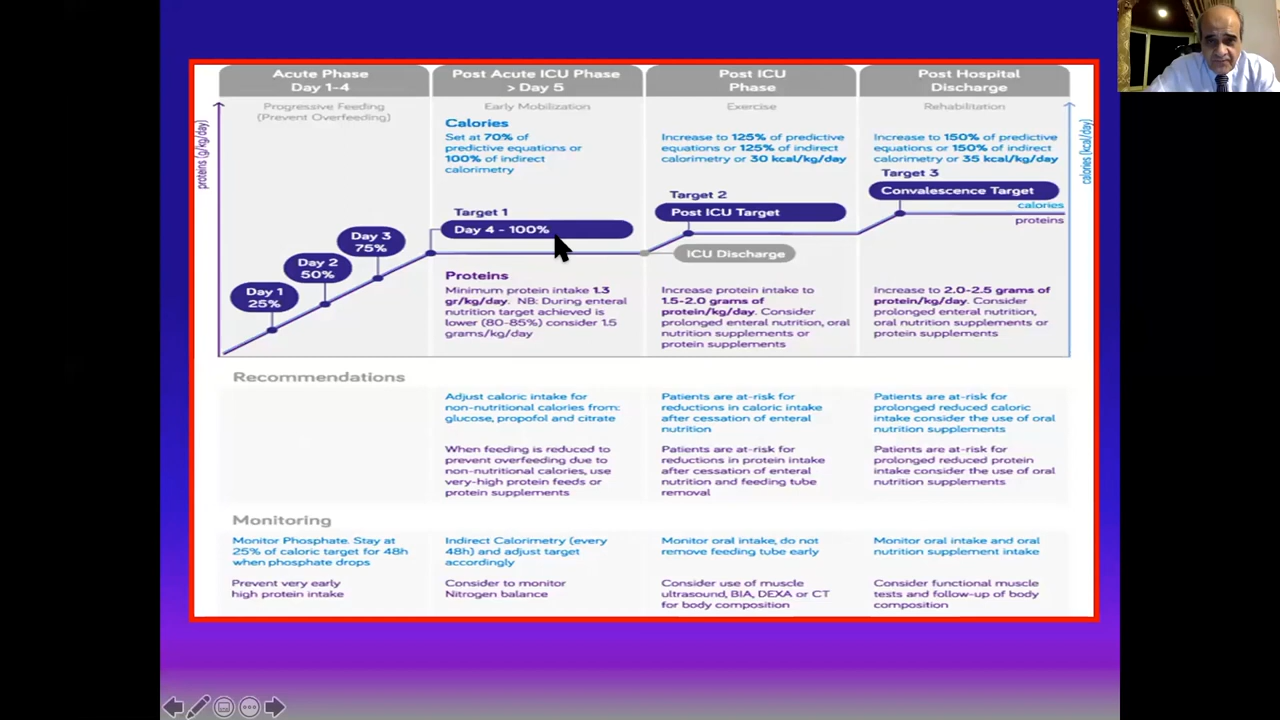 Acute Phase
Day 1-4
Post Acute ICU Phase
> Day 5
Post ICU
Phase
Post Hospital
Discharge
Progressive Feeding
(Prevent Overfeeding)
Early Mobilization
Exercise
Rehabilitation
proteins (g/kg/day)
calories (kcal/day)
Calories
Set at 70% of
predictive equations or
100% of indirect
calorimetry
Increase to 125% of predictive
equations or 125% of indirect
calorimetry or 30 kcal/kg/day
Increase to 150% of predictive
equations or 150% of indirect
calorimetry or 35 kcal/kg/day
Target 1
Day 4 - 100%
Target 2
Post ICU Target
Target 3
Convalescence Target
calories
proteins
Day 1
25%
Day 2
50%
Day 3
75%
ICU Discharge
Proteins
Minimum protein intake 1.3
gr/kg/day. NB: During enteral
nutrition target achieved is
lower (80-85%) consider 1.5
grams/kg/day
Increase protein intake to
1.5-2.0 grams of
protein/kg/day. Consider
prolonged enteral nutrition, oral
nutrition supplements or
protein supplements
Increase to 2.0-2.5 grams of
protein/kg/day. Consider
prolonged enteral nutrition,
oral nutrition supplements or
protein supplements
Recommendations
Adjust caloric intake for
non-nutritional calories from:
glucose, propofol and citrate
Patients are at-risk for
reductions in caloric intake
after cessation of enteral
nutrition
Patients are at-risk for
prolonged reduced caloric
intake consider the use of oral
nutrition supplements
When feeding is reduced to
prevent overfeeding due to
non-nutritional calories, use
very-high protein feeds or
protein supplements
Patients are at-risk for
reductions in protein intake
after cessation of enteral
nutrition and feeding tube
removal
Patients are at-risk for
prolonged reduced protein
intake consider the use of oral
nutrition supplements
Monitoring
Monitor Phosphate. Stay at
25% of caloric target for 48h
when phosphate drops
Indirect Calorimetry (every
48h) and adjust target
accordingly
Monitor oral intake, do not
remove feeding tube early
Monitor oral intake and oral
nutrition supplement intake
Prevent very early
high protein intake
Consider to monitor
Nitrogen balance
Consider use of muscle
ultrasound, BIA, DEXA or CT
for body composition
Consider functional muscle
tests and follow-up of body
composition